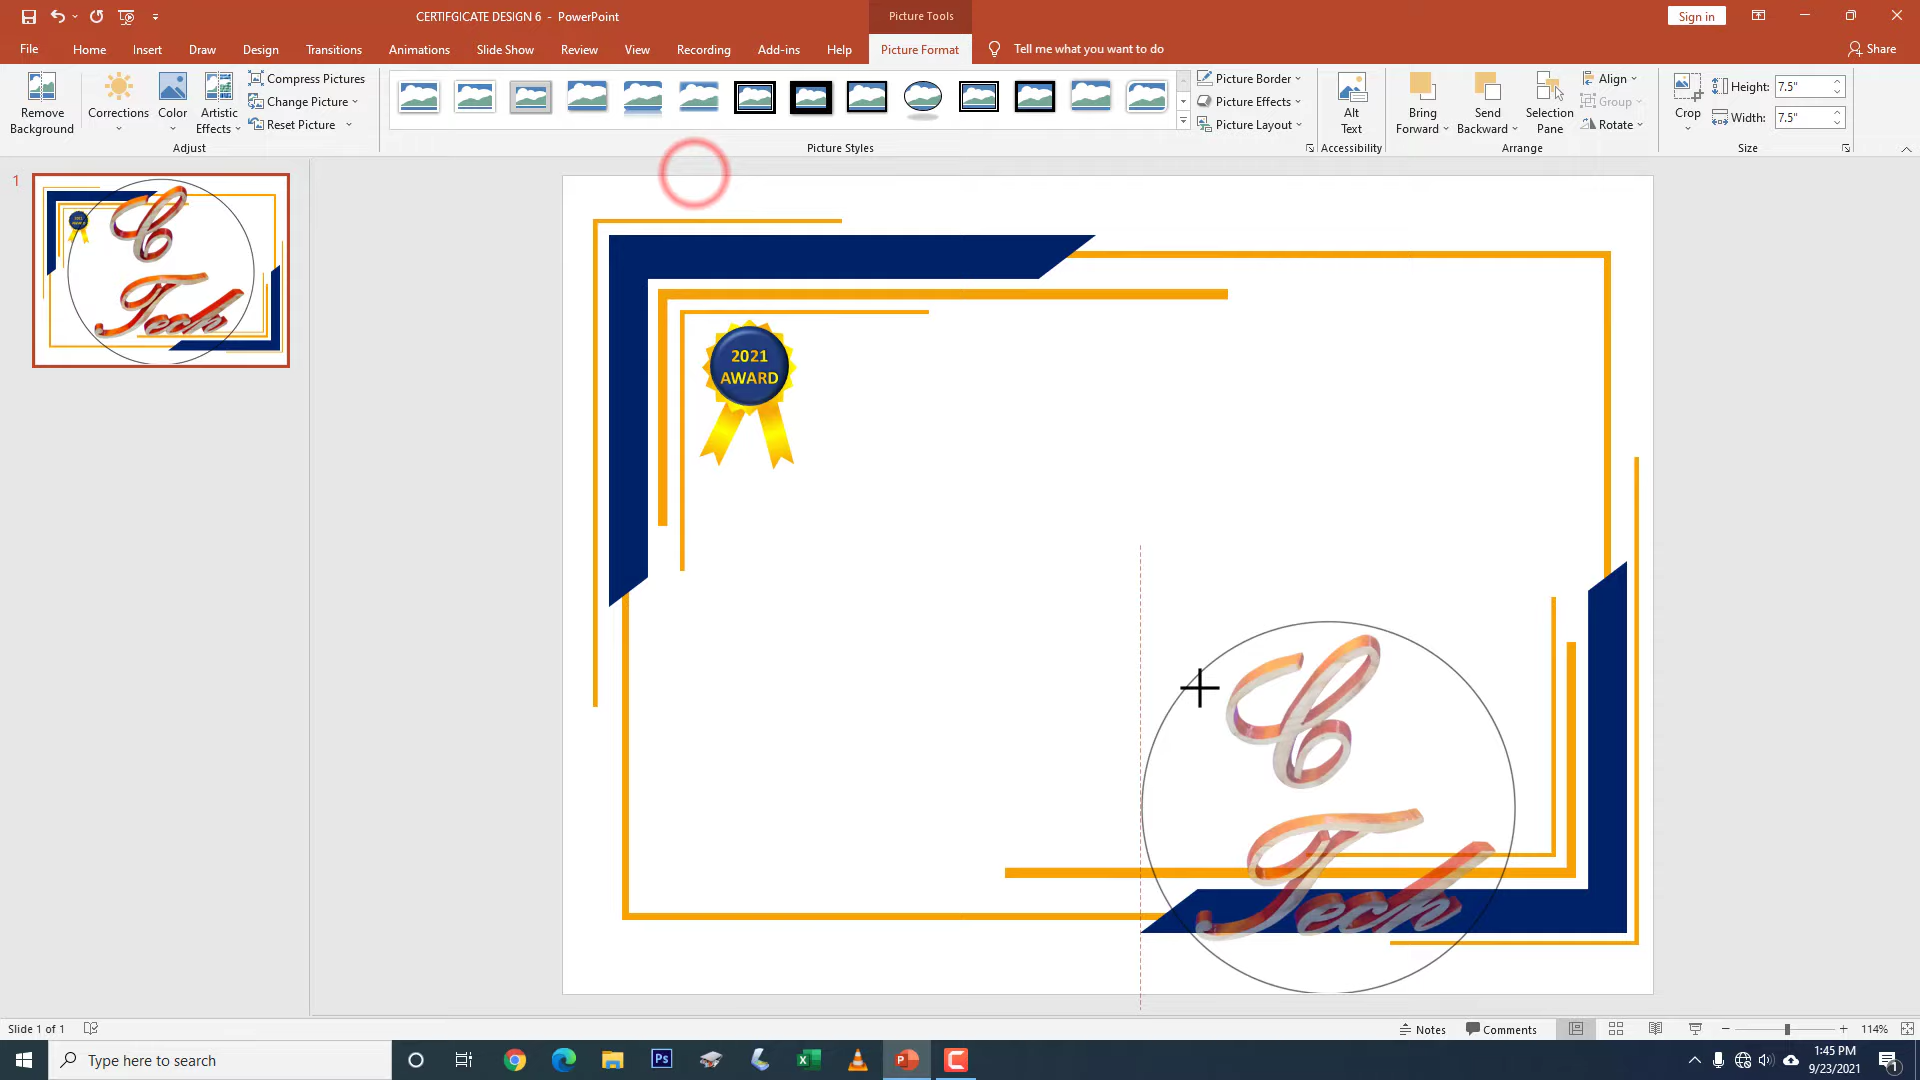 CERTIFGICATE DESIGN 6 - PowerPoint
Picture Tools
Sign in
File Home Insert Draw Design Transitions Animations Slide Show Review View Recording Add-ins Help Picture Format Tell me what you want to do Share
Remove Background
Corrections
Color
Artistic Effects
Compress Pictures
Change Picture
Reset Picture
Adjust
Picture Styles
Picture Border
Picture Effects
Picture Layout
Alt Text
Accessibility
Bring Forward
Send Backward
Selection Pane
Align
Group
Rotate
Arrange
Crop
Height: 7.5"
Width: 7.5"
Size
1
C
Tech
2021
AWARD
C
Tech
Slide 1 of 1
Notes
Comments
114%
Type here to search
Ps
1:45 PM
9/23/2021
1